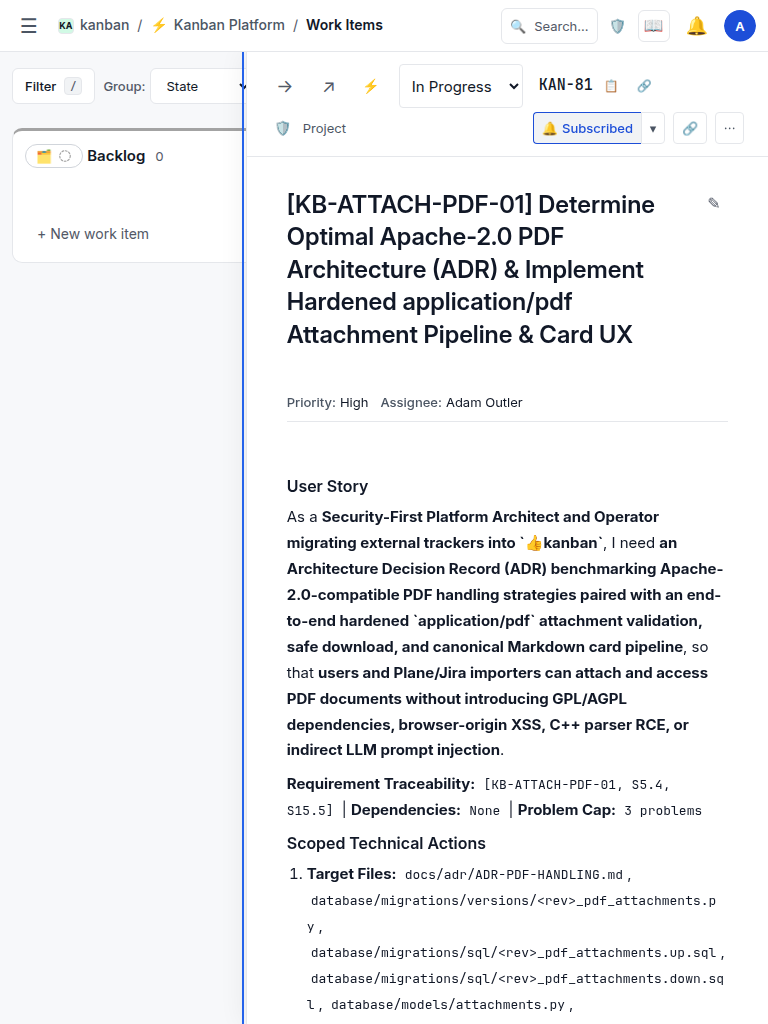 ☰ KA kanban / ⚡ Kanban Platform / Work Items 🔍 Search... 🛡️ 📖 🔔 A
Filter / Group: State
🗂️ Backlog 0
+ New work item
→ ↗ ⚡ In Progress KAN-81 📋 🔗
🛡️ Project 🔔 Subscribed ▾ 🔗 ⋯
[KB-ATTACH-PDF-01] Determine ✎
Optimal Apache-2.0 PDF
Architecture (ADR) & Implement
Hardened application/pdf
Attachment Pipeline & Card UX
Priority: High Assignee: Adam Outler
User Story
As a Security-First Platform Architect and Operator
migrating external trackers into `👍kanban`, I need an
Architecture Decision Record (ADR) benchmarking Apache-
2.0-compatible PDF handling strategies paired with an end-
to-end hardened `application/pdf` attachment validation,
safe download, and canonical Markdown card pipeline, so
that users and Plane/Jira importers can attach and access
PDF documents without introducing GPL/AGPL
dependencies, browser-origin XSS, C++ parser RCE, or
indirect LLM prompt injection.
Requirement Traceability: [KB-ATTACH-PDF-01, S5.4,
S15.5] | Dependencies: None | Problem Cap: 3 problems
Scoped Technical Actions
1. Target Files: docs/adr/ADR-PDF-HANDLING.md,
database/migrations/versions/<rev>_pdf_attachments.p
y,
database/migrations/sql/<rev>_pdf_attachments.up.sql,
database/migrations/sql/<rev>_pdf_attachments.down.sq
l, database/models/attachments.py,